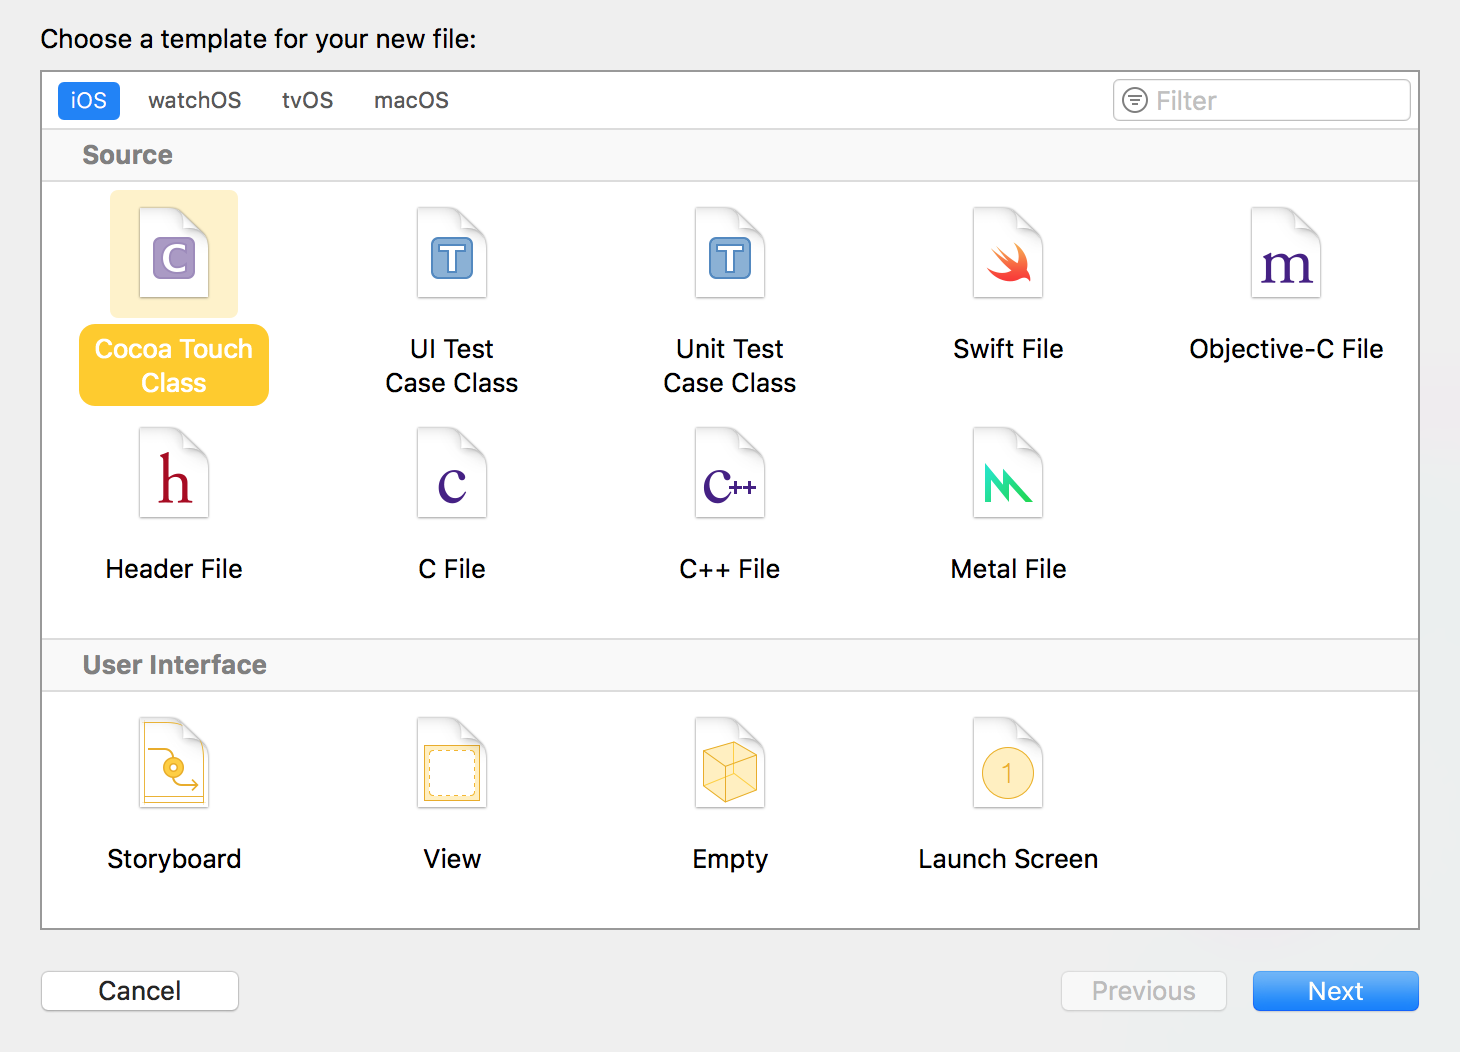 Choose a template for your new file:
iOS watchOS tvOS macOS Filter
Source
C T T m
Cocoa Touch Class
UI Test Case Class
Unit Test Case Class
Swift File
Objective-C File
h c C++
Header File
C File
C++ File
Metal File
User Interface
1
Storyboard
View
Empty
Launch Screen
Cancel Previous Next